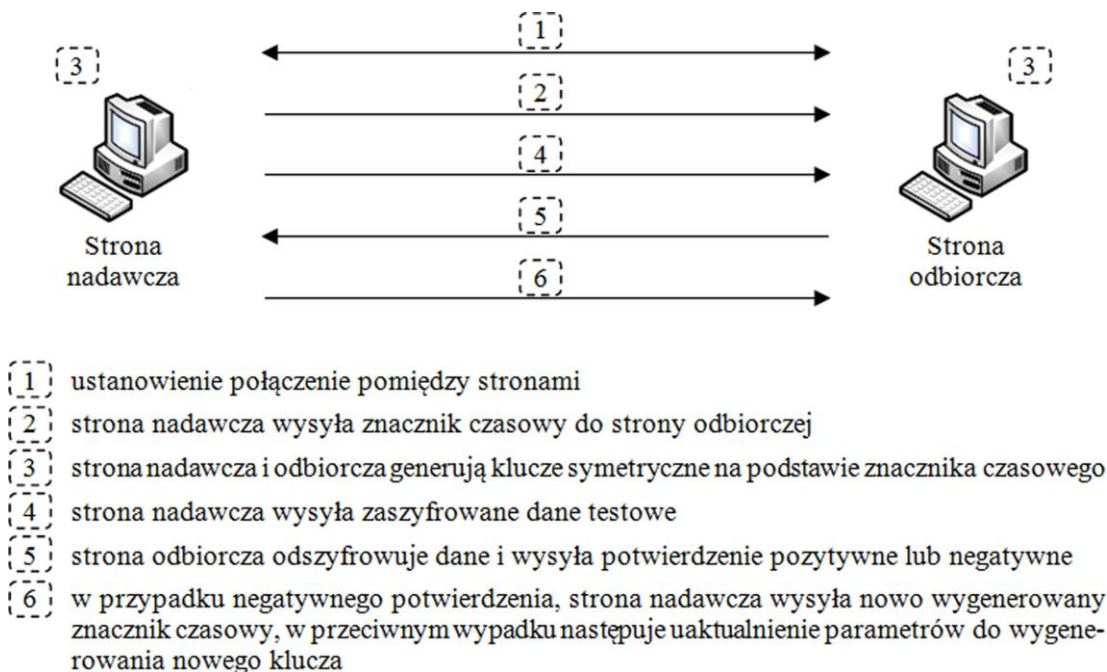 1
3
3
2
4
5
Strona
nadawcza
Strona
odbiorcza
6
1 ustanowienie połączenie pomiędzy stronami
2 strona nadawcza wysyła znacznik czasowy do strony odbiorczej
3 strona nadawcza i odbiorcza generują klucze symetryczne na podstawie znacznika czasowego
4 strona nadawcza wysyła zaszyfrowane dane testowe
5 strona odbiorcza odszyfrowuje dane i wysyła potwierdzenie pozytywne lub negatywne
6 w przypadku negatywnego potwierdzenia, strona nadawcza wysyła nowo wygenerowany
znacznik czasowy, w przeciwnym wypadku następuje uaktualnienie parametrów do wygene-
rowania nowego klucza